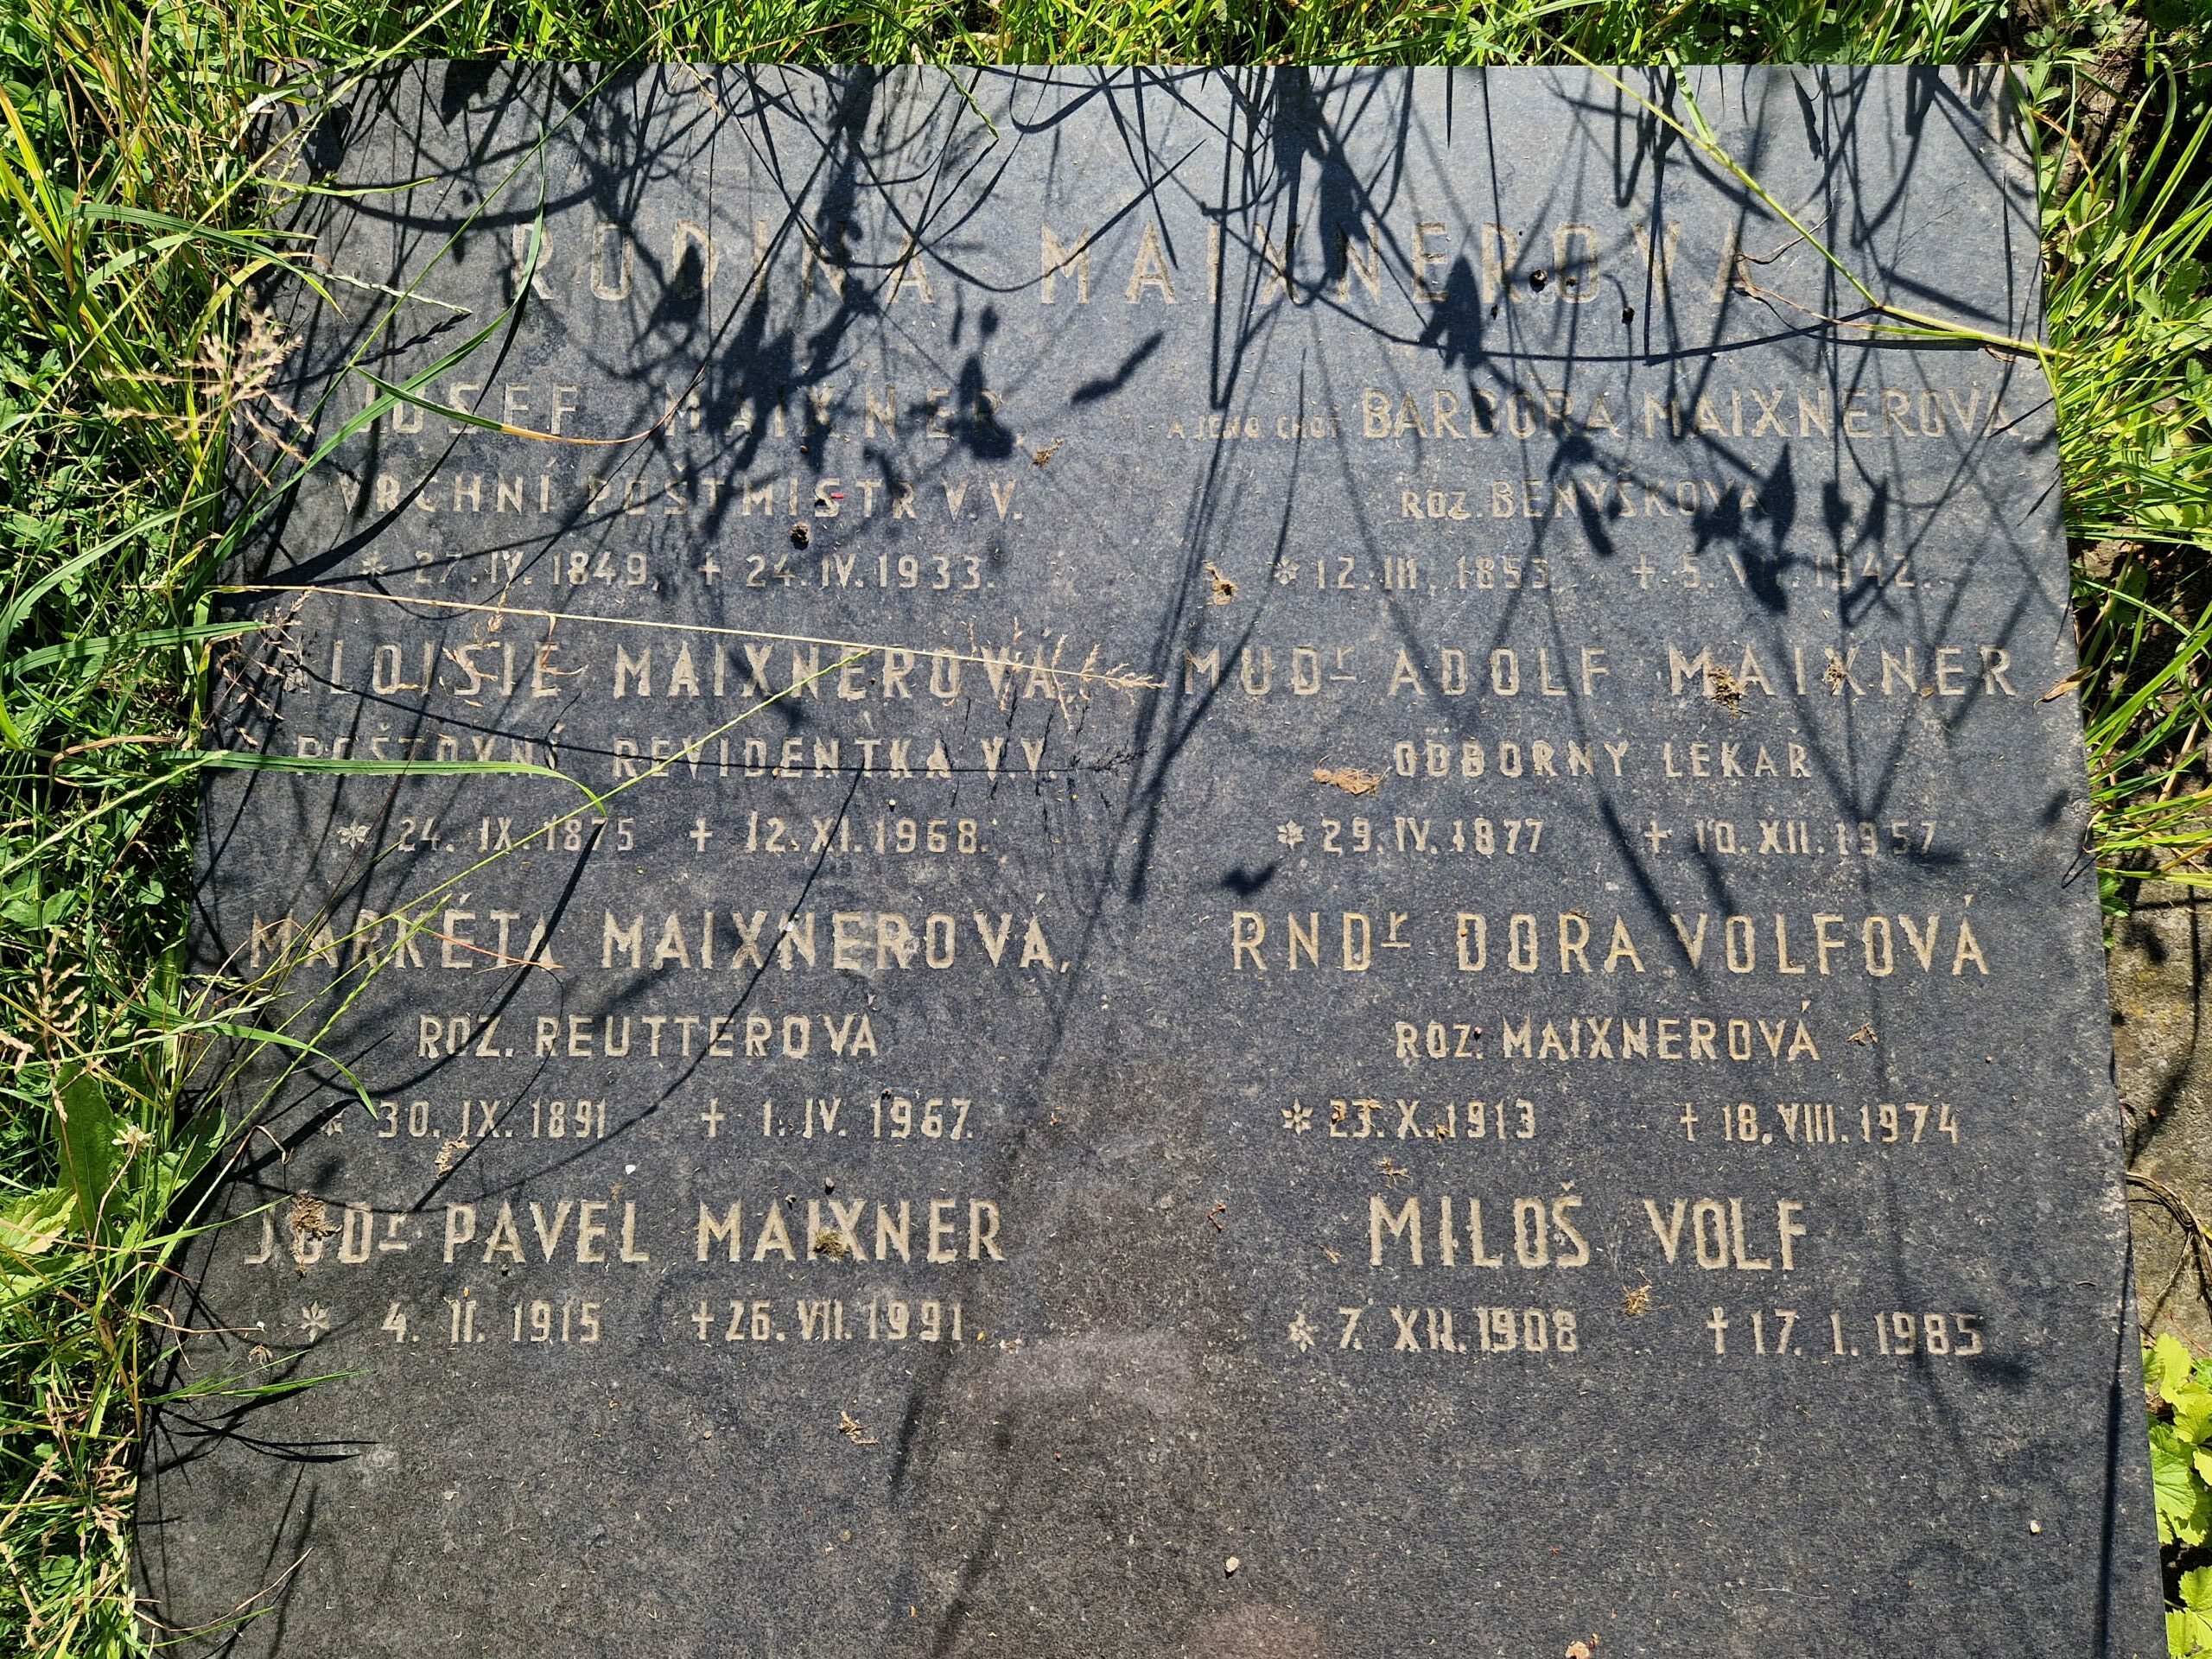 RODINA MAIXNEROVA
JOSEF MAIXNER,
VRCHNÍ POŠTMISTR V.V.
* 27. IV. 1849, + 24. IV. 1933.
A JEHO CHOŤ BARBORA MAIXNEROVÁ,
ROZ. BENYŠKOVÁ
* 12. III. 1853. + 5. 1942.
ALOISIE MAIXNEROVÁ
POŠTOVNÍ REVIDENTKA V.V.
* 24. IX. 1875 + 12. XI. 1968.
MUDr ADOLF MAIXNER
ODBORNÝ LÉKAŘ
* 29. IV. 1877 + 10. XII. 1957
MARKÉTA MAIXNEROVÁ,
ROZ. REUTTEROVÁ
* 30. IX. 1891 + 1. IV. 1967.
RNDr DORA VOLFOVÁ
ROZ. MAIXNEROVÁ
* 23. X. 1913 + 18. VIII. 1974
JUDr PAVEL MAIXNER
* 4. II. 1915 + 26. VII. 1991
MILOŠ VOLF
* 7. XII. 1908 + 17. I. 1985